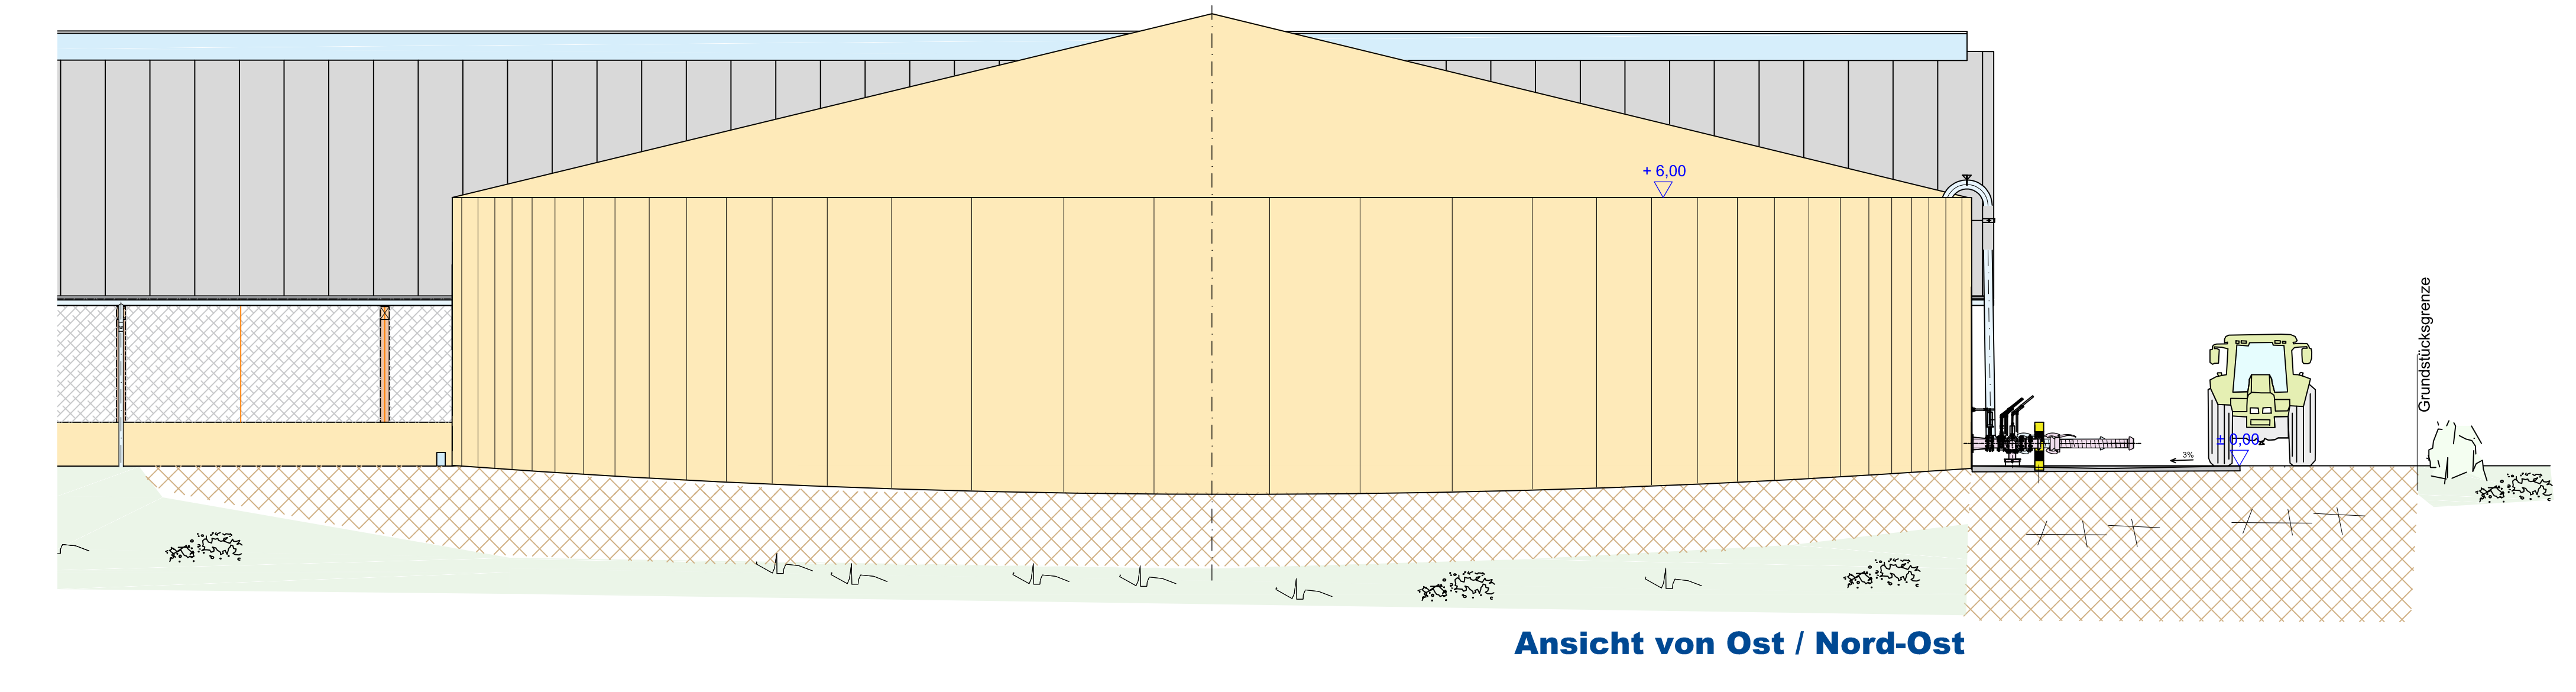 + 6,00
Grundstücksgrenze
± 0,00
3%
Ansicht von Ost / Nord-Ost